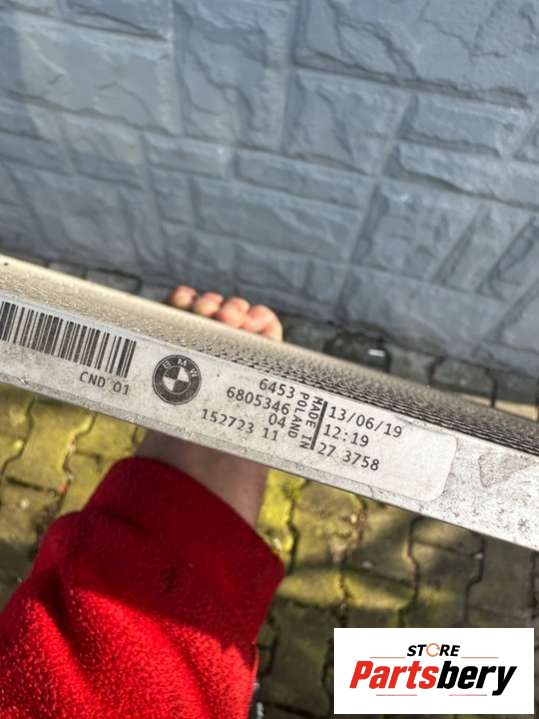 CND 01
BMW
6453
6805346
04
152723 11
MADE IN
POLAND
13/06/19
12:19
27 3758
STORE
Partsbery